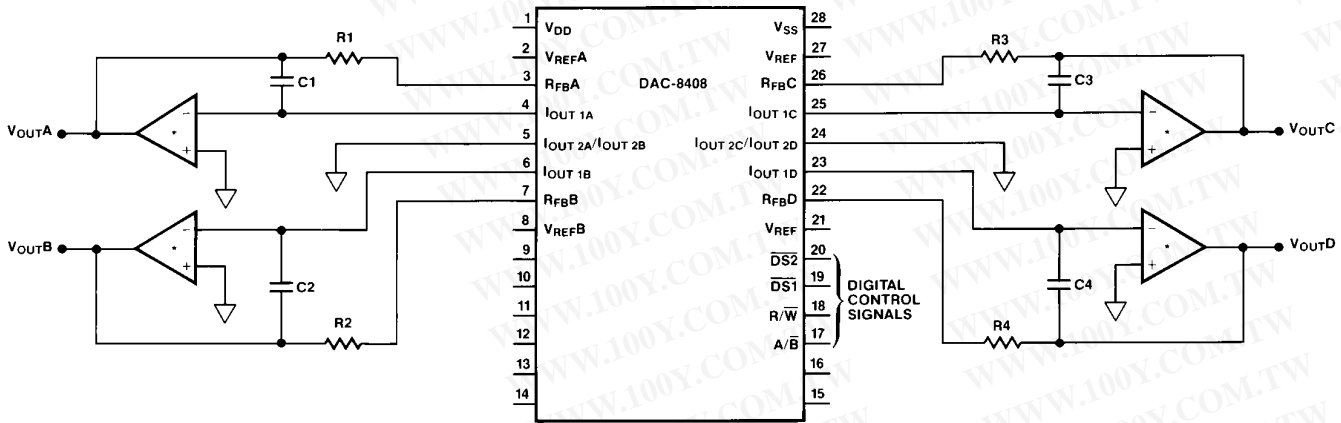 DAC-8408
1 VDD
2 VREFA
3 RFBA
4 IOUT 1A
5 IOUT 2A/IOUT 2B
6 IOUT 1B
7 RFBB
8 VREFB
9
10
11
12
13
14
28 VSS
27 VREF
26 RFBC
25 IOUT 1C
24 IOUT 2C/IOUT 2D
23 IOUT 1D
22 RFBD
21 VREF
20 D̅S̅2̅
19 D̅S̅1̅
18 R/W̅
17 A/B̅
16
15
DIGITAL
CONTROL
SIGNALS
R1
C1
VOUTA
- * +
VOUTB
- * +
C2
R2
R3
C3
VOUTC
- * +
VOUTD
- * +
C4
R4
WWW.100Y.COM.TW